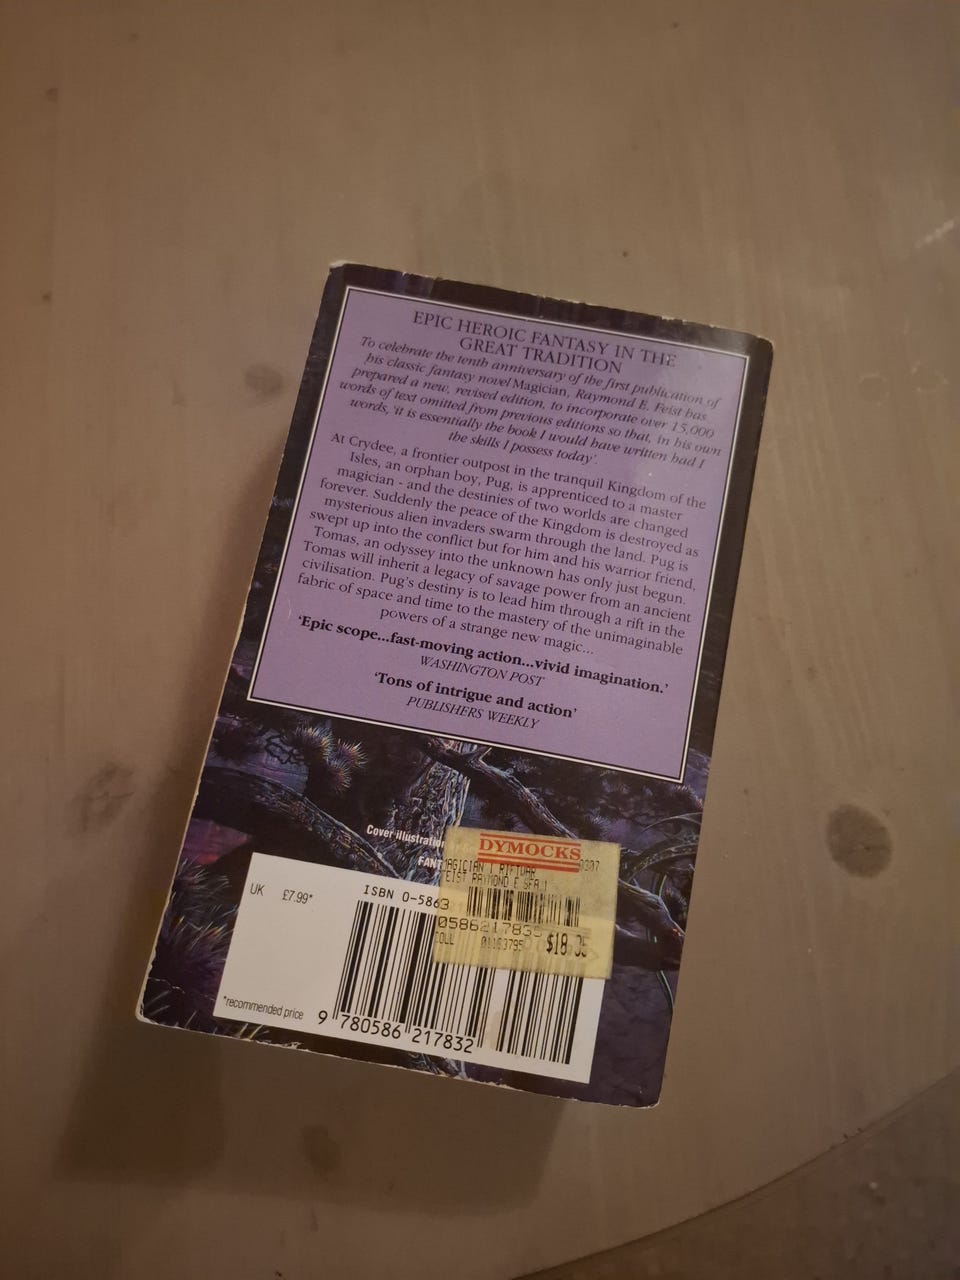 EPIC HEROIC FANTASY IN THE
GREAT TRADITION
To celebrate the tenth anniversary of the first publication of
his classic fantasy novel Magician, Raymond E. Feist has
prepared a new, revised edition, to incorporate over 15,000
words of text omitted from previous editions so that, in his own
words, 'it is essentially the book I would have written had I
the skills I possess today'.
At Crydee, a frontier outpost in the tranquil Kingdom of the
Isles, an orphan boy, Pug, is apprenticed to a master
magician - and the destinies of two worlds are changed
forever. Suddenly the peace of the Kingdom is destroyed as
mysterious alien invaders swarm through the land. Pug is
swept up into the conflict but for him and his warrior friend,
Tomas, an odyssey into the unknown has only just begun.
Tomas will inherit a legacy of savage power from an ancient
civilisation. Pug's destiny is to lead him through a rift in the
fabric of space and time to the mastery of the unimaginable
powers of a strange new magic...
'Epic scope...fast-moving action...vivid imagination.'
WASHINGTON POST
'Tons of intrigue and action'
PUBLISHERS WEEKLY
Cover illustration
FANT
DYMOCKS
MAGICIAN RIFTWAR
FEIST RAYMOND E
UK £7.99*
ISBN 0-586
COLL
*recommended price
9 780586 217832